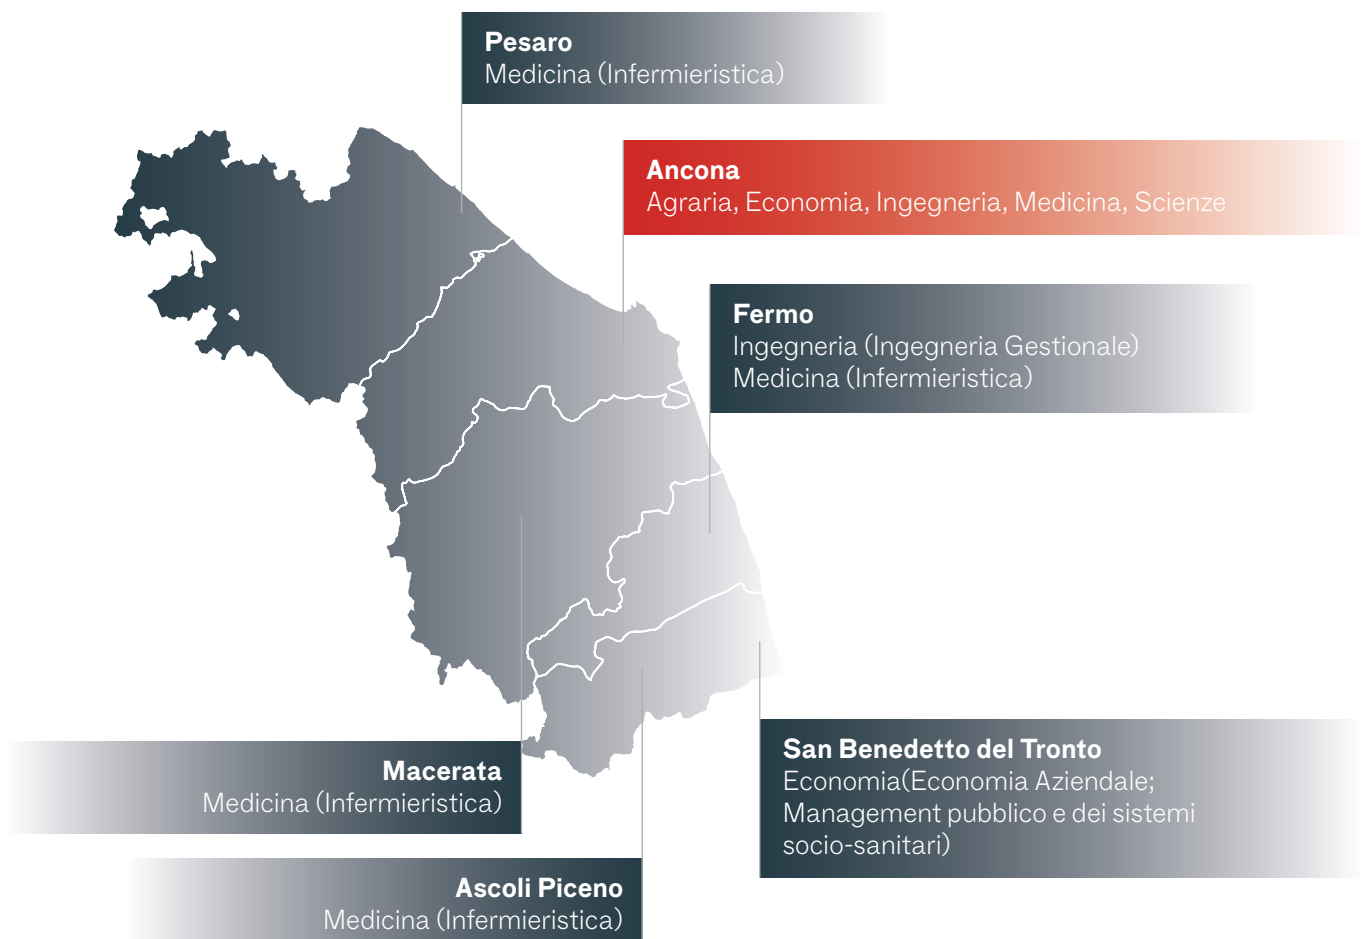 Pesaro
Medicina (Infermieristica)
Ancona
Agraria, Economia, Ingegneria, Medicina, Scienze
Fermo
Ingegneria (Ingegneria Gestionale)
Medicina (Infermieristica)
San Benedetto del Tronto
Economia(Economia Aziendale;
Management pubblico e dei sistemi
socio-sanitari)
Macerata
Medicina (Infermieristica)
Ascoli Piceno
Medicina (Infermieristica)